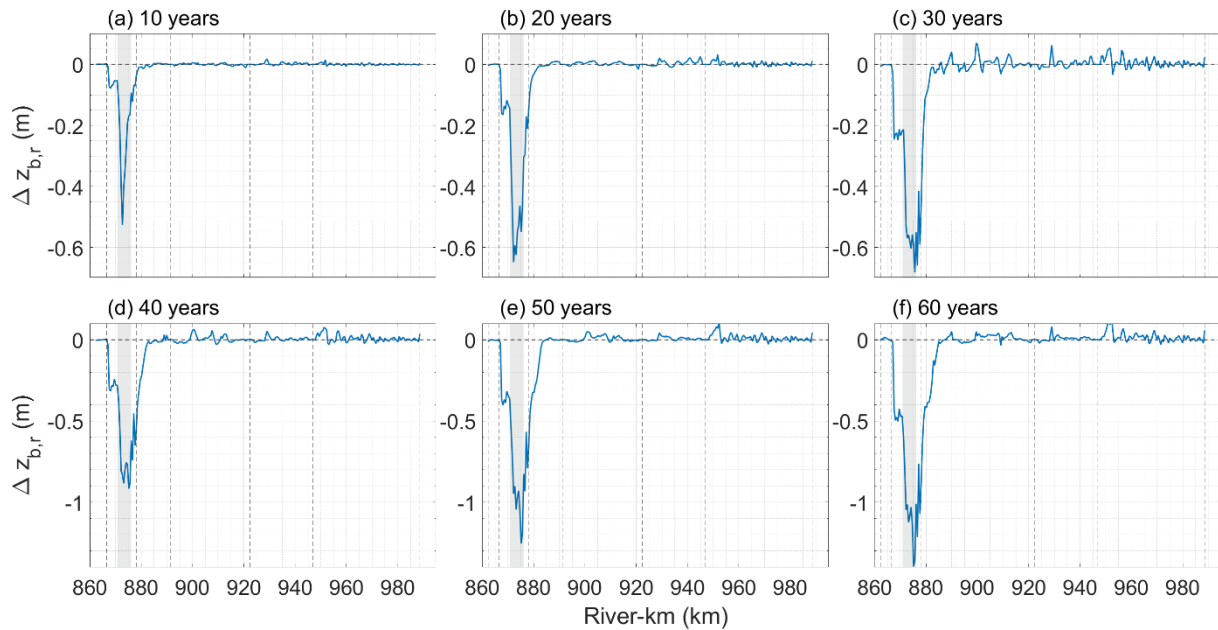 (a) 10 years
(b) 20 years
(c) 30 years
0
-0.2
-0.4
-0.6
Δ z_{b,r} (m)
0
-0.2
-0.4
-0.6
0
-0.2
-0.4
-0.6
(d) 40 years
(e) 50 years
(f) 60 years
0
-0.5
-1
Δ z_{b,r} (m)
0
-0.5
-1
0
-0.5
-1
860 880 900 920 940 960 980
860 880 900 920 940 960 980
860 880 900 920 940 960 980
River-km (km)